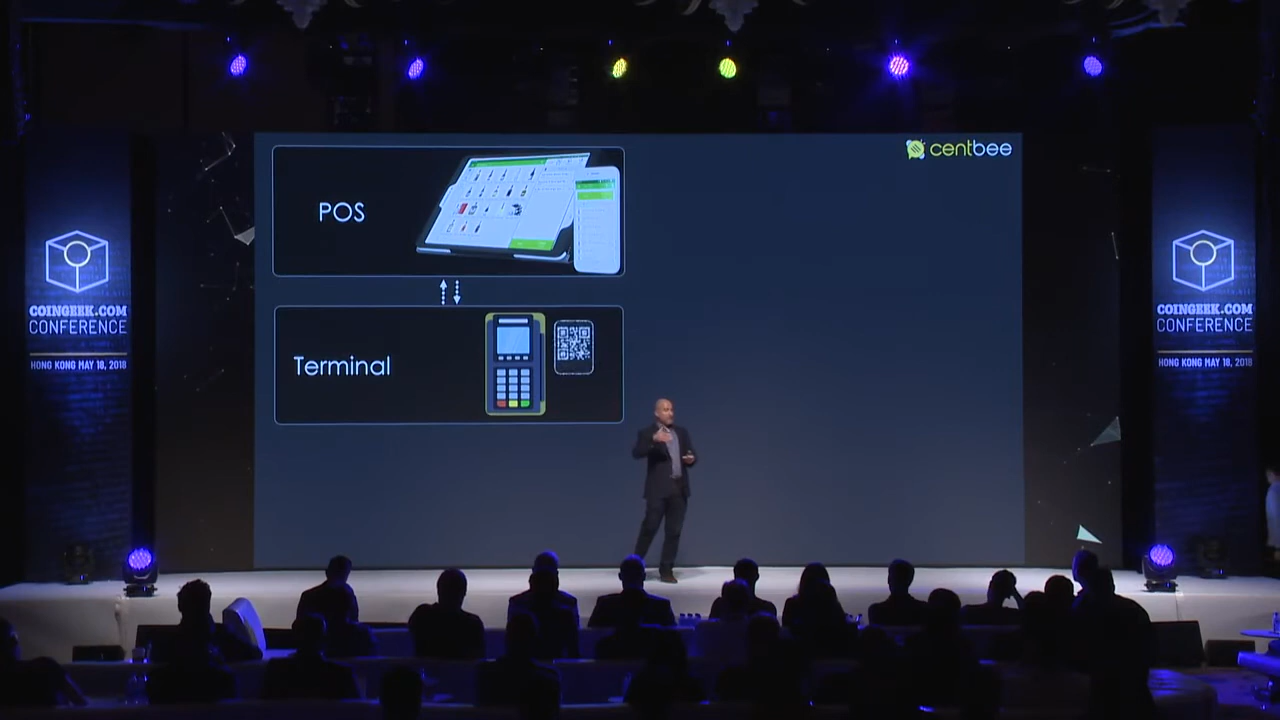 centbee
POS
Terminal
COINGEEK.COM
CONFERENCE
HONG KONG MAY 18, 2018
COINGEEK.COM
CONFERENCE
HONG KONG MAY 18, 2018